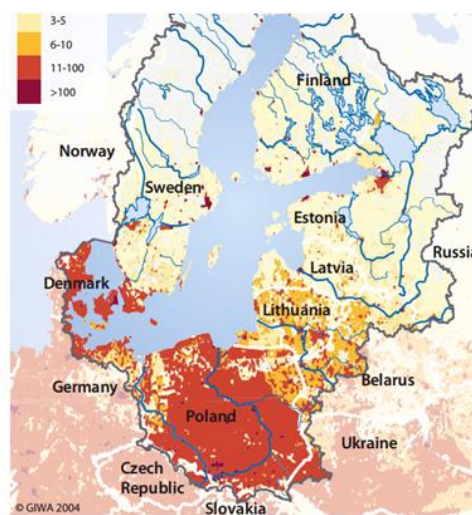 3-5
6-10
11-100
>100
Finland
Norway
Sweden
Estonia
Russia
Latvia
Denmark
Lithuania
Belarus
Germany
Poland
Ukraine
Czech
Republic
Slovakia
© GIWA 2004